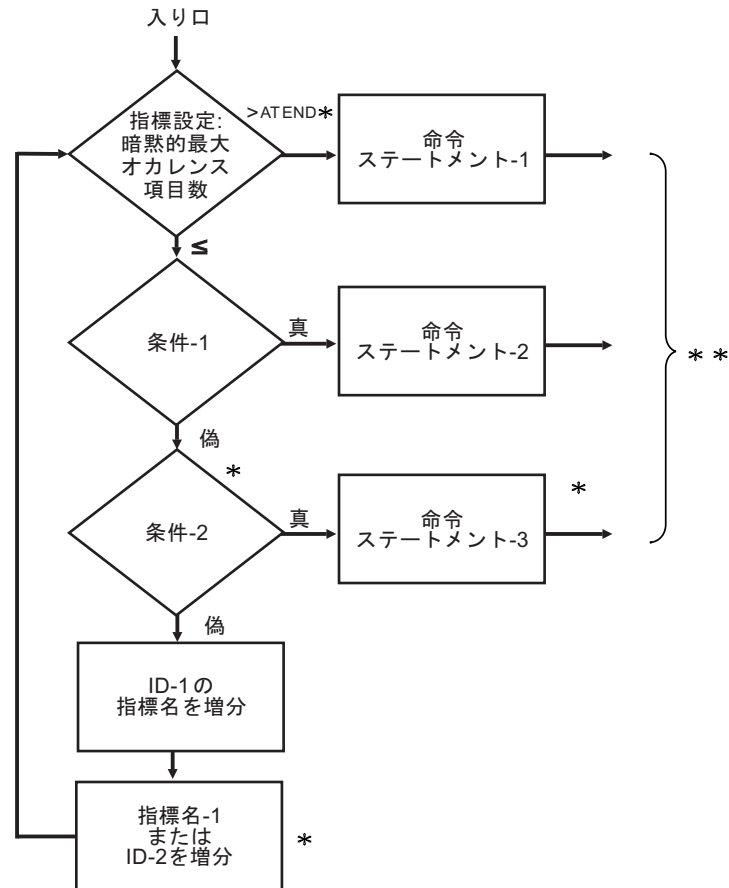 入り口
指標設定:
暗黙的最大
オカレンス
項目数
>ATEND*
命令
ステートメント-1
≤
条件-1
真
命令
ステートメント-2
**
偽
*
条件-2
真
命令
ステートメント-3
*
偽
ID-1の
指標名を増分
指標名-1
または
ID-2を増分
*